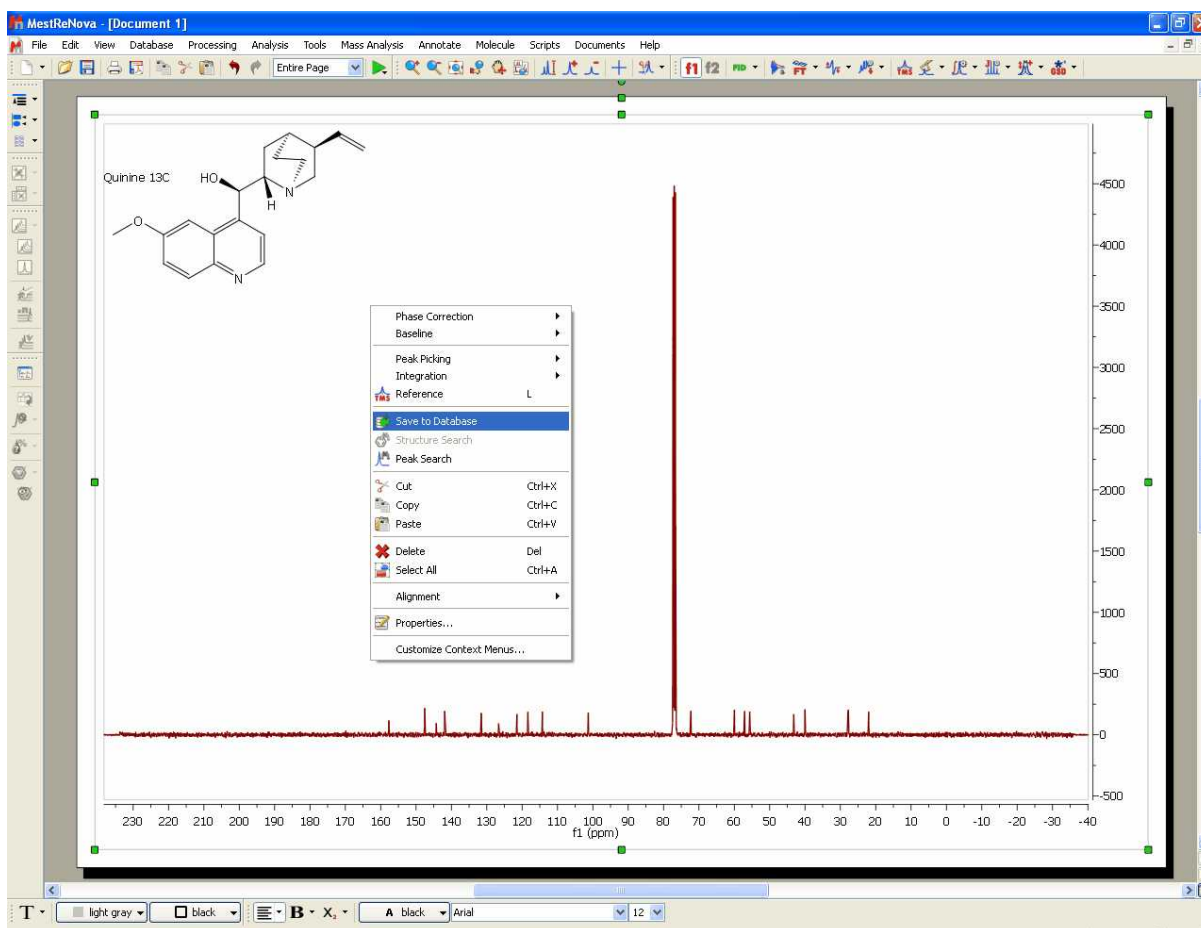 MestReNova - [Document 1]
File Edit View Database Processing Analysis Tools Mass Analysis Annotate Molecule Scripts Documents Help
Entire Page f1 f2
Quinine 13C
HO
N
H
O
N
Phase Correction
Baseline
Peak Picking
Integration
TMS Reference L
Save to Database
Structure Search
Peak Search
Cut Ctrl+X
Copy Ctrl+C
Paste Ctrl+V
Delete Del
Select All Ctrl+A
Alignment
Properties...
Customize Context Menus...
4500
4000
3500
3000
2500
2000
1500
1000
500
0
-500
230 220 210 200 190 180 170 160 150 140 130 120 110 100 90 80 70 60 50 40 30 20 10 0 -10 -20 -30 -40
f1 (ppm)
T light gray black B X, A black Arial 12